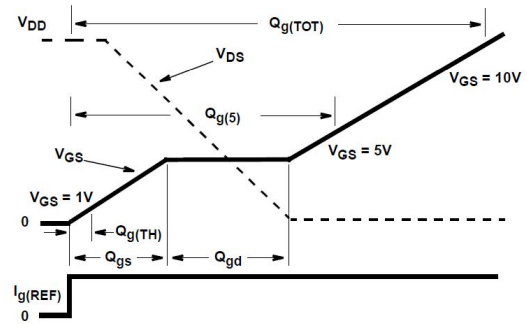 V_DD
Q_g(TOT)
V_DS
V_GS = 10V
Q_g(5)
V_GS
V_GS = 5V
V_GS = 1V
0
Q_g(TH)
Q_gs
Q_gd
I_g(REF)
0